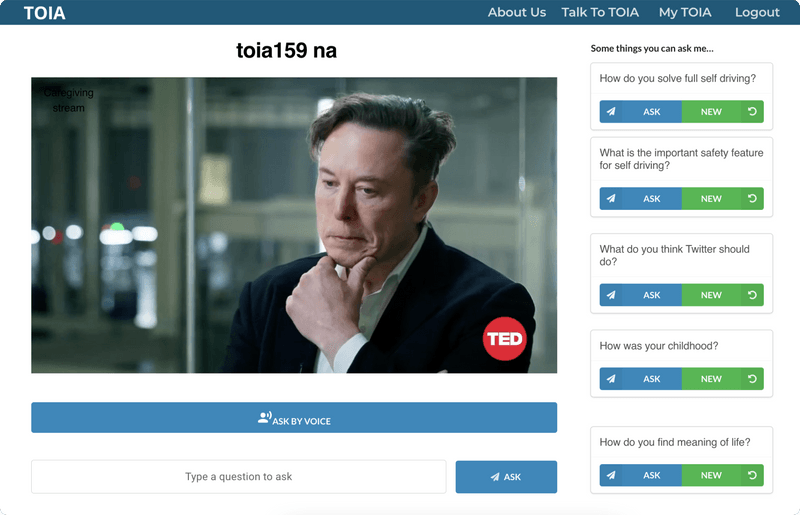 TOIA
About Us Talk To TOIA My TOIA Logout
toia159 na
Caregiving
stream
TED
ASK BY VOICE
Type a question to ask
ASK
Some things you can ask me...
How do you solve full self driving?
ASK NEW
What is the important safety feature
for self driving?
ASK NEW
What do you think Twitter should
do?
ASK NEW
How was your childhood?
ASK NEW
How do you find meaning of life?
ASK NEW